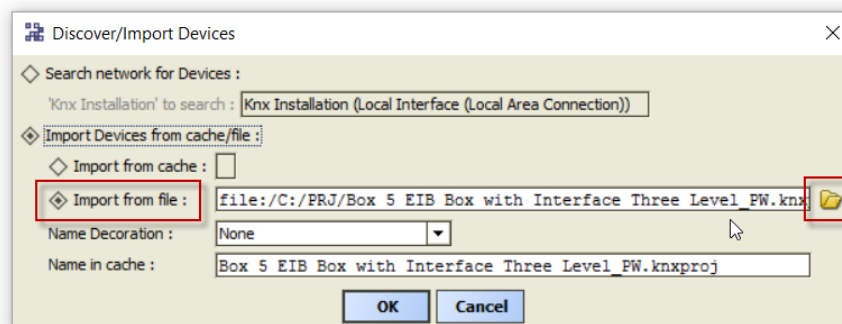 Discover/Import Devices
Search network for Devices :
'Knx Installation' to search : Knx Installation (Local Interface (Local Area Connection))
Import Devices from cache/file :
Import from cache :
Import from file : file:/C:/PRJ/Box 5 EIB Box with Interface Three Level_PW.knx
Name Decoration : None
Name in cache : Box 5 EIB Box with Interface Three Level_PW.knxproj
OK Cancel